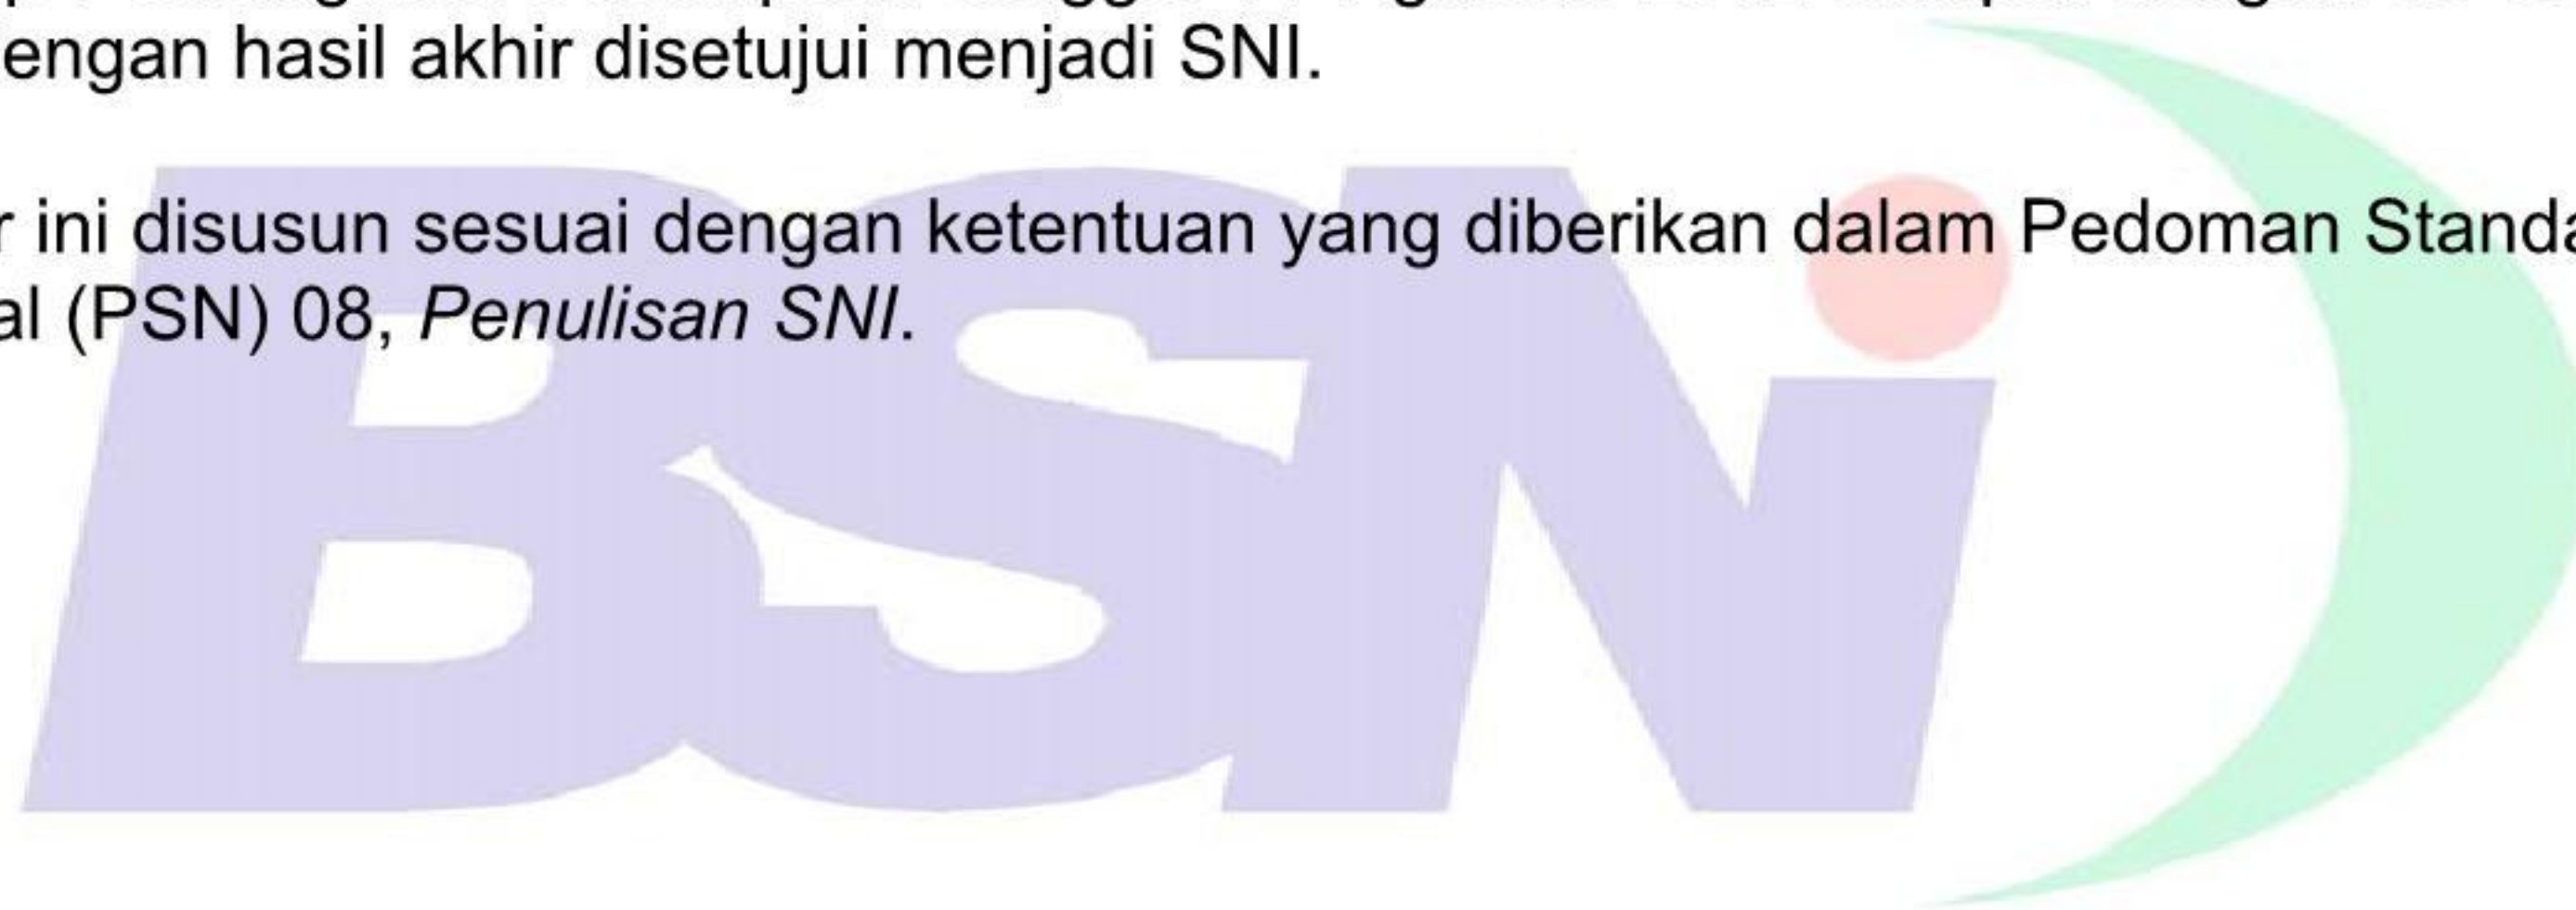 engan hasil akhir disetujui menjadi SNI.
r ini disusun sesuai dengan ketentuan yang diberikan dalam Pedoman Standa
al (PSN) 08, Penulisan SNI.
BSN